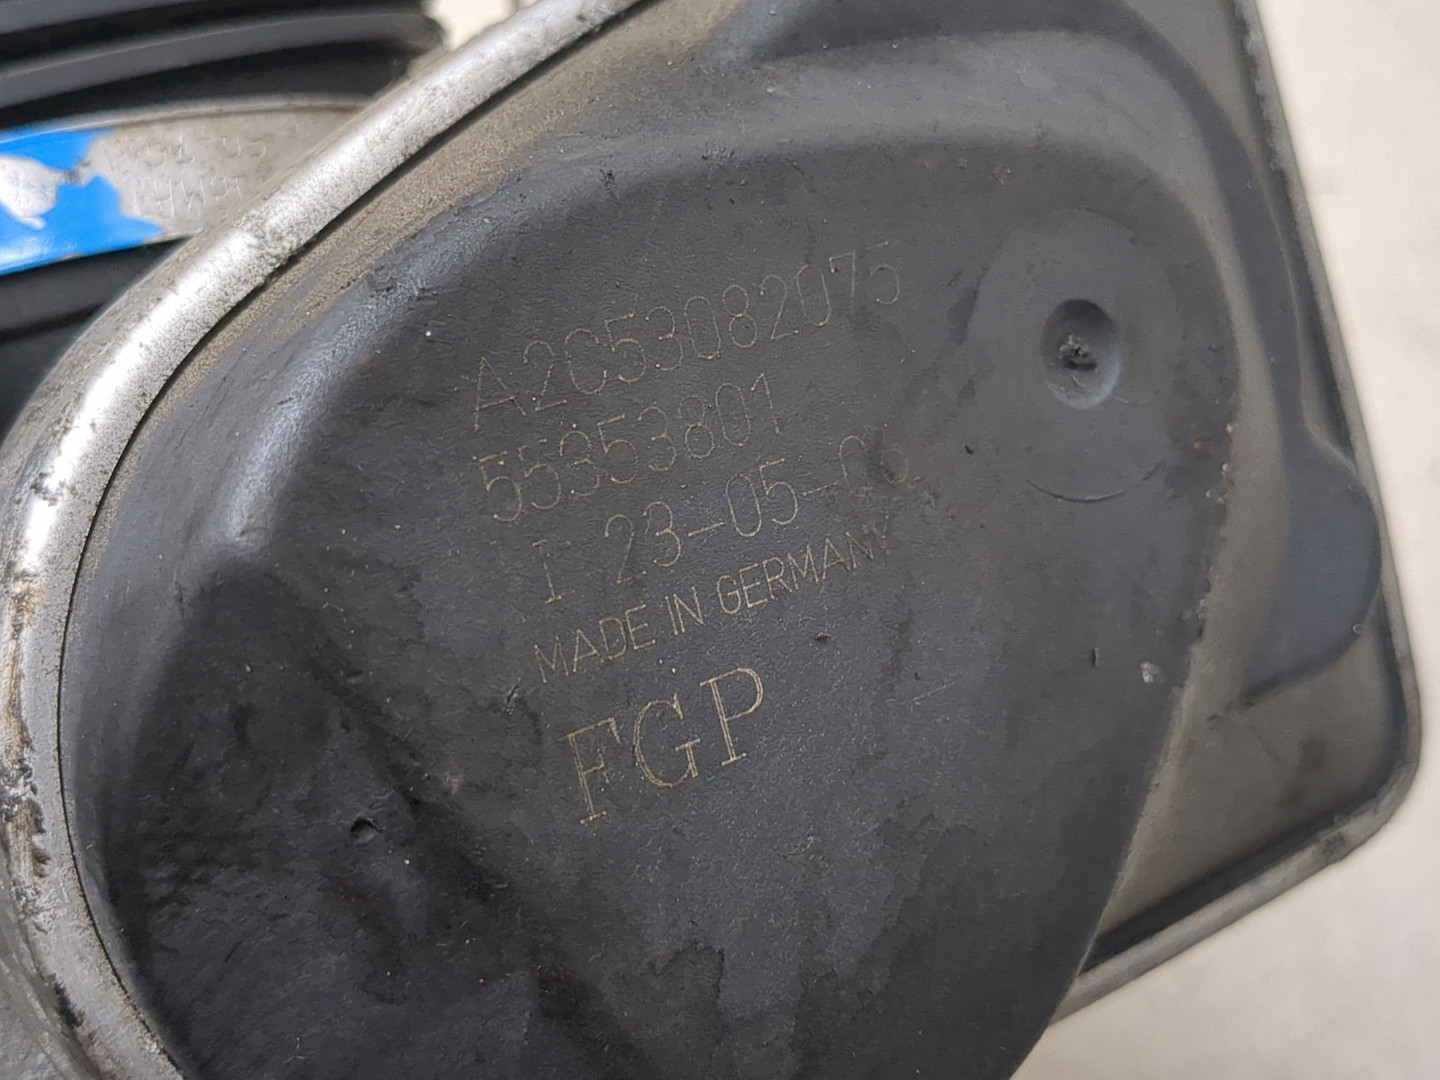 A2C53082075
55353801
I 23-05-06
MADE IN GERMANY
FGP